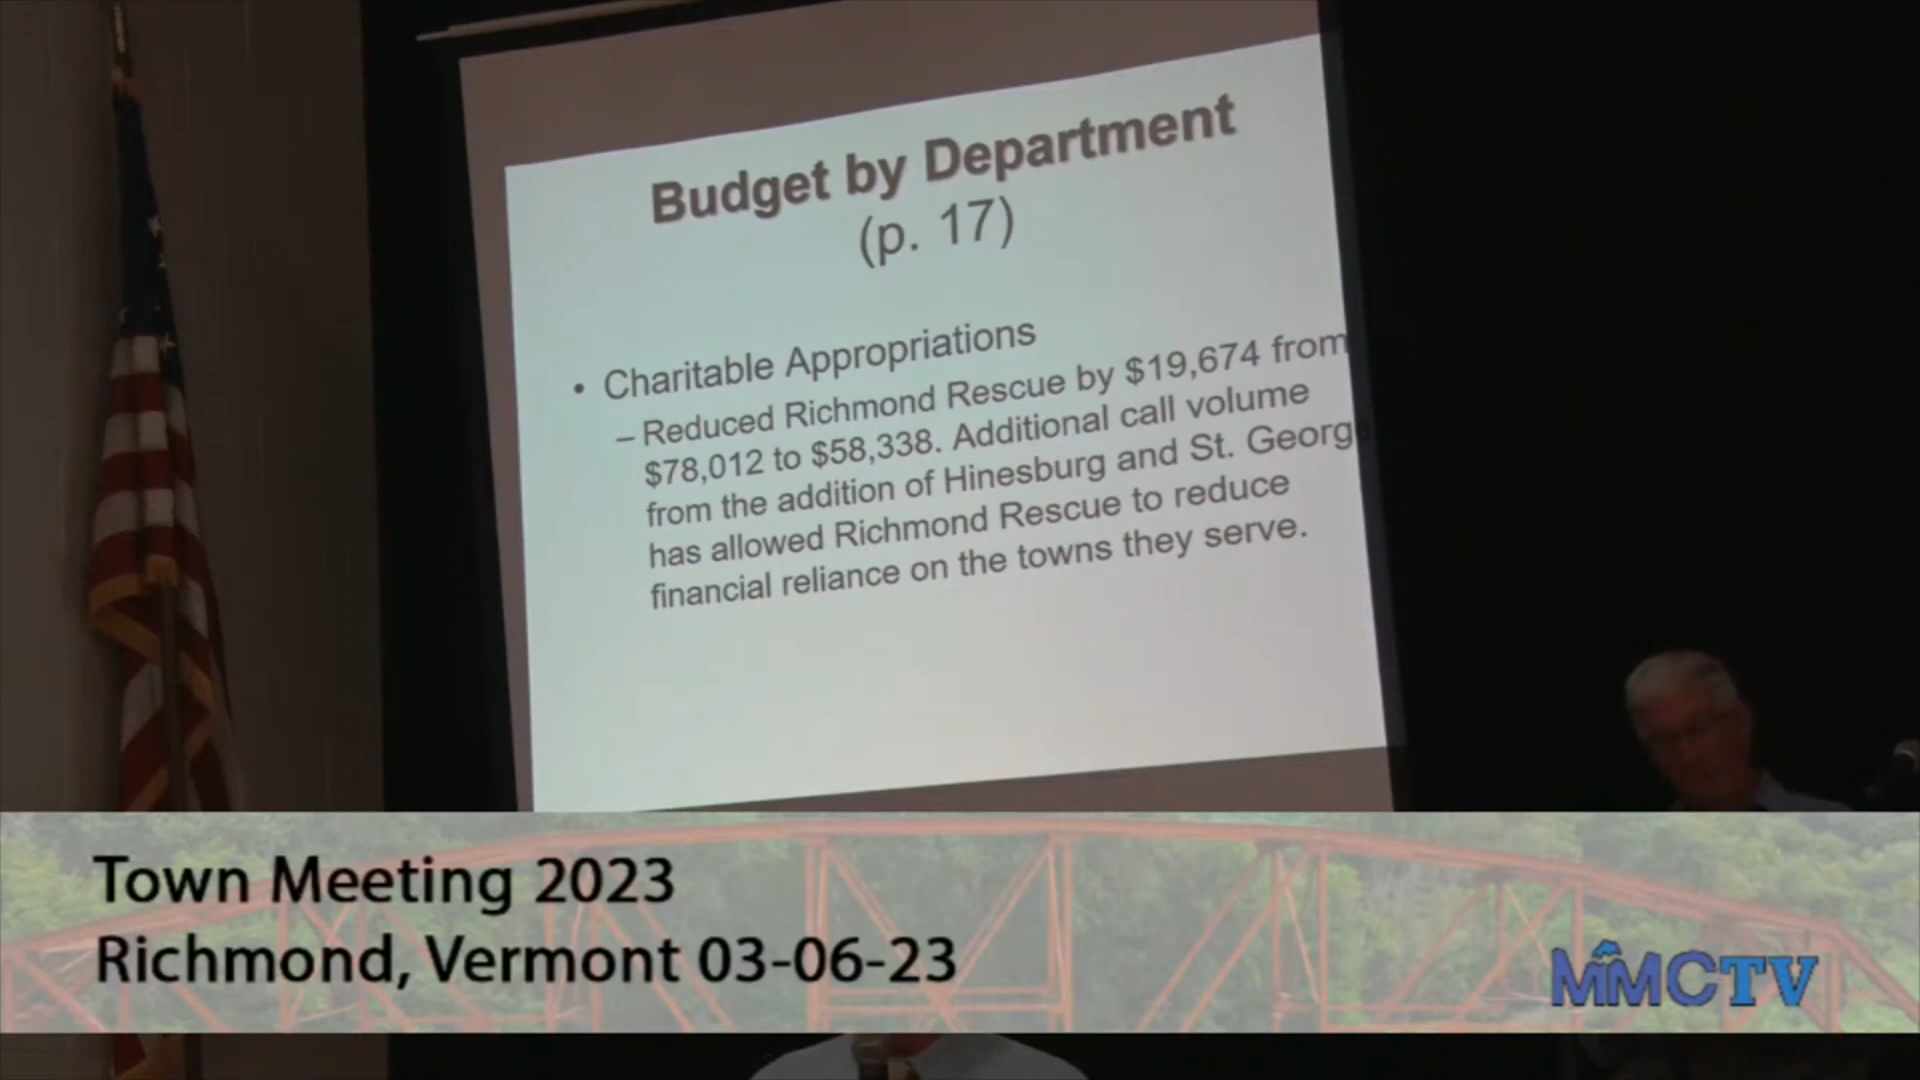 Budget by Department
(p. 17)
• Charitable Appropriations
– Reduced Richmond Rescue by $19,674 from
$78,012 to $58,338. Additional call volume
from the addition of Hinesburg and St. George
has allowed Richmond Rescue to reduce
financial reliance on the towns they serve.
Town Meeting 2023
Richmond, Vermont 03-06-23
MMCTV